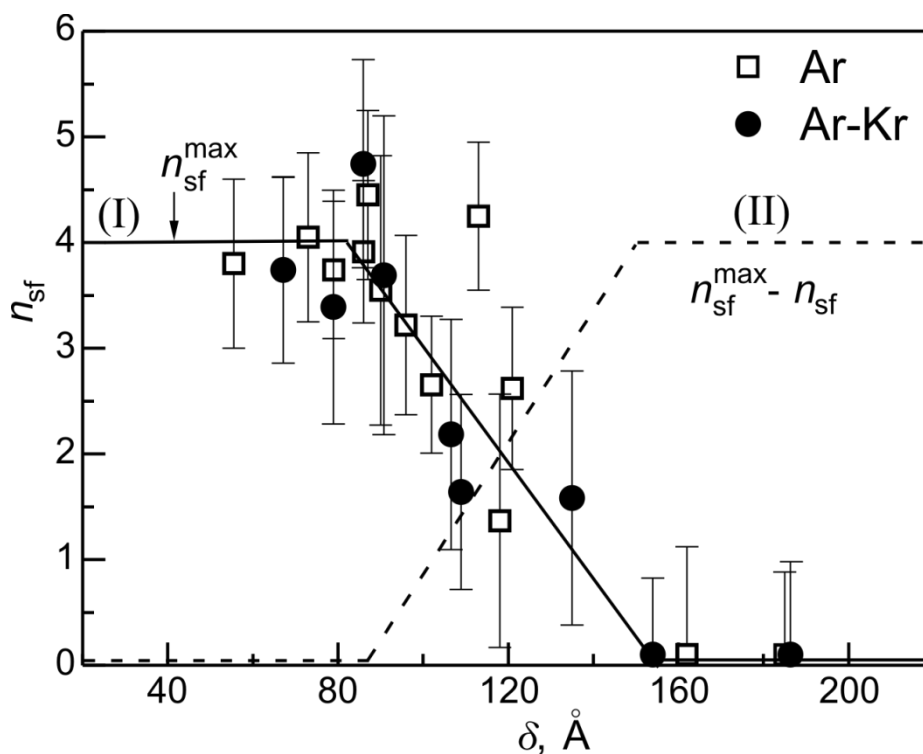 6
5
4
3
2
1
0
n_sf
Ar
Ar-Kr
n_sf^max
(I)
(II)
n_sf^max - n_sf
40 80 120 160 200
δ, Å